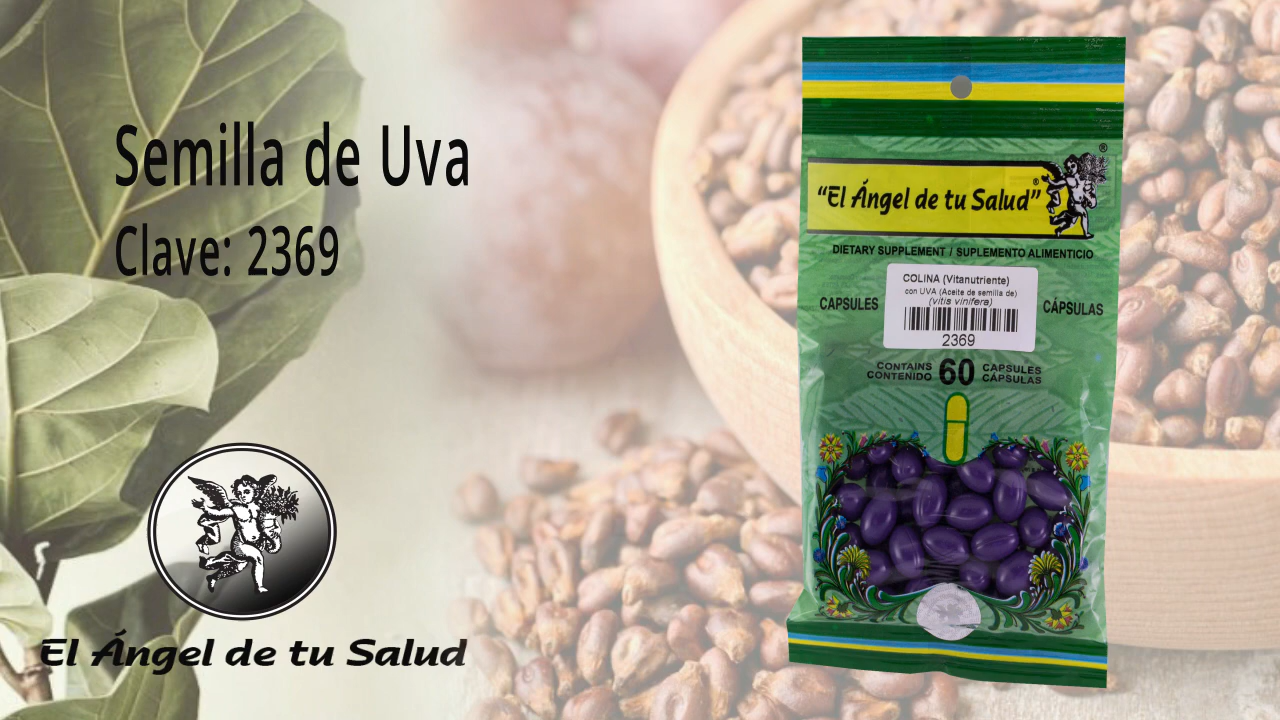 Semilla de Uva
Clave: 2369
El Ángel de tu Salud
®
"El Ángel de tu Salud"®
DIETARY SUPPLEMENT / SUPLEMENTO ALIMENTICIO
COLINA (Vitanutriente)
con UVA (Aceite de semilla de)
(vitis vinifera)
CAPSULES
CÁPSULAS
2369
CONTAINS
CONTENIDO
60
CAPSULES
CÁPSULAS